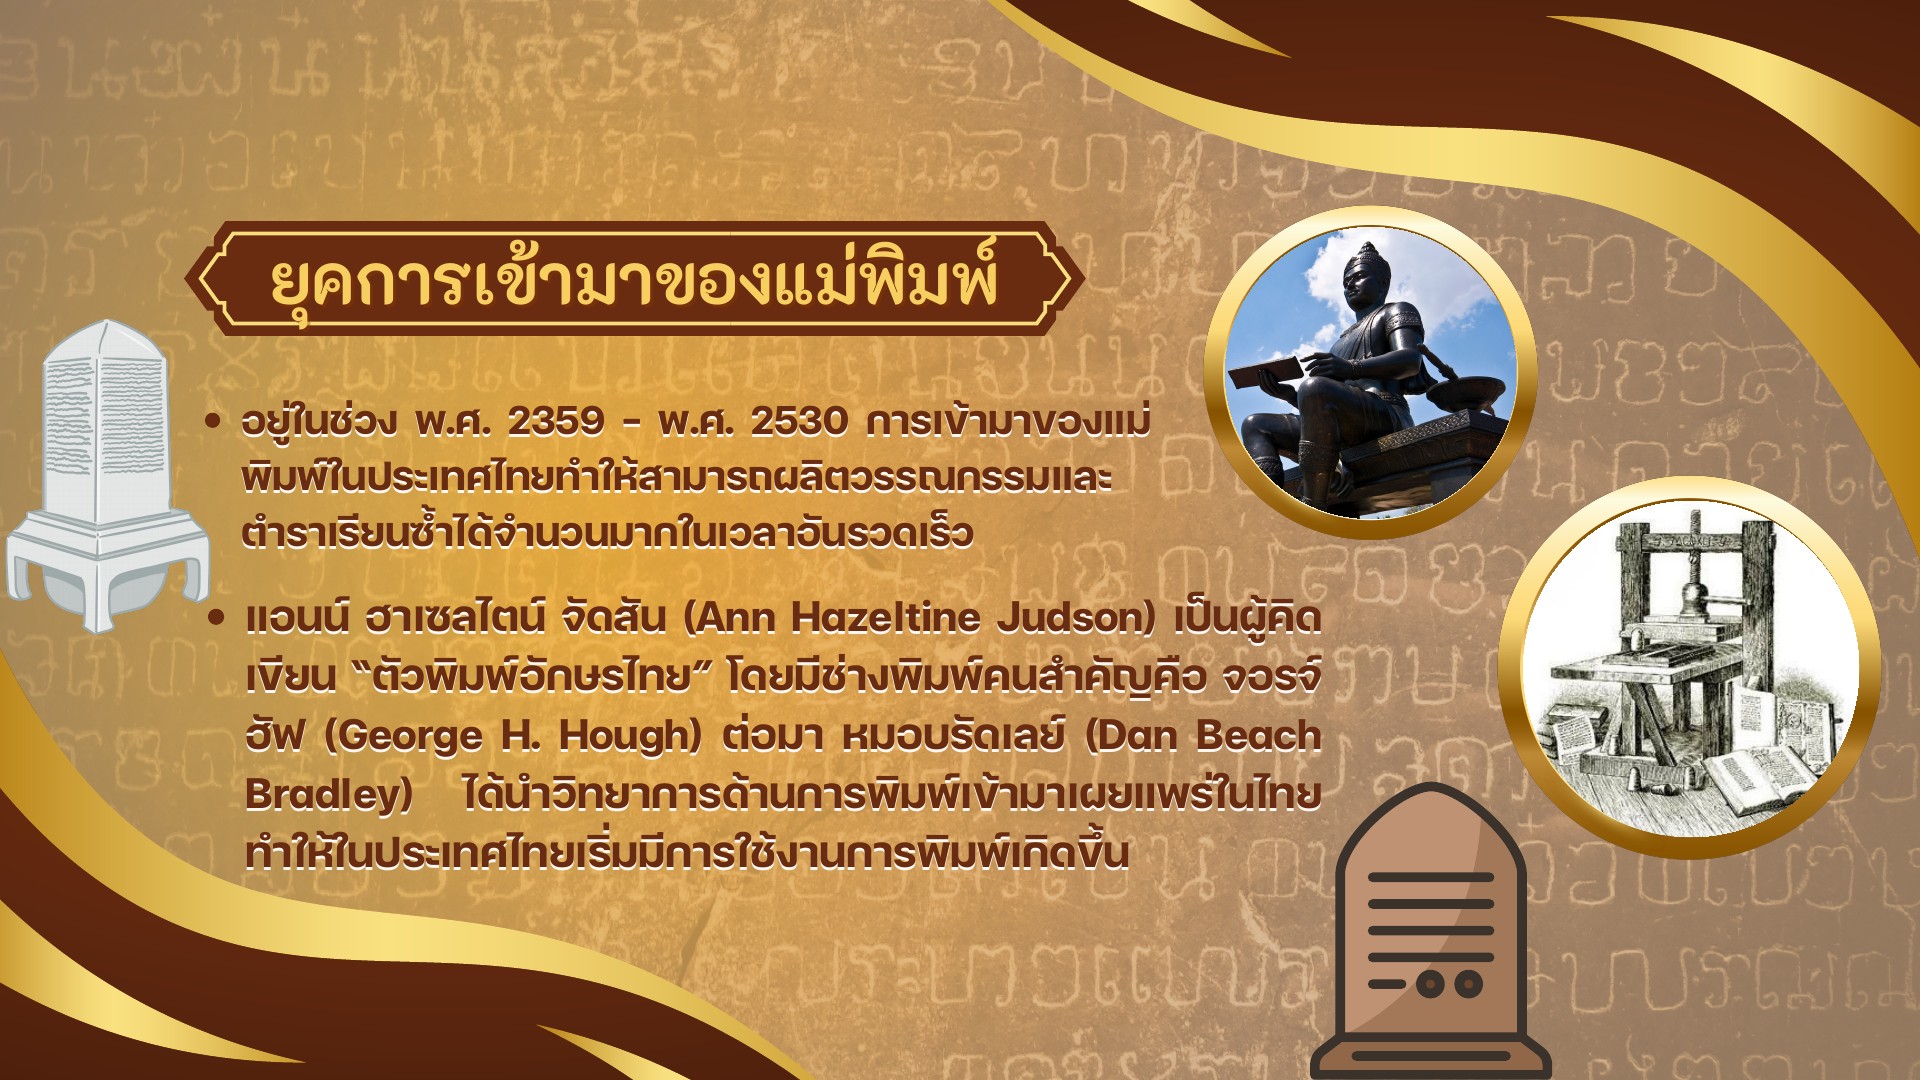 ยุคการเข้ามาของแม่พิมพ์
• อยู่ในช่วง พ.ศ. 2359 - พ.ศ. 2530 การเข้ามาของแม่
พิมพ์ในประเทศไทยทำให้สามารถผลิตวรรณกรรมและ
ตำราเรียนซ้ำได้จำนวนมากในเวลาอันรวดเร็ว
• แอนน์ ฮาเซลไตน์ จัดสัน (Ann Hazeltine Judson) เป็นผู้คิด
เขียน “ตัวพิมพ์อักษรไทย” โดยมีช่างพิมพ์คนสำคัญคือ จอรจ์
ฮัฟ (George H. Hough) ต่อมา หมอบรัดเลย์ (Dan Beach
Bradley) ได้นำวิทยาการด้านการพิมพ์เข้ามาเผยแพร่ในไทย
ทำให้ในประเทศไทยเริ่มมีการใช้งานการพิมพ์เกิดขึ้น